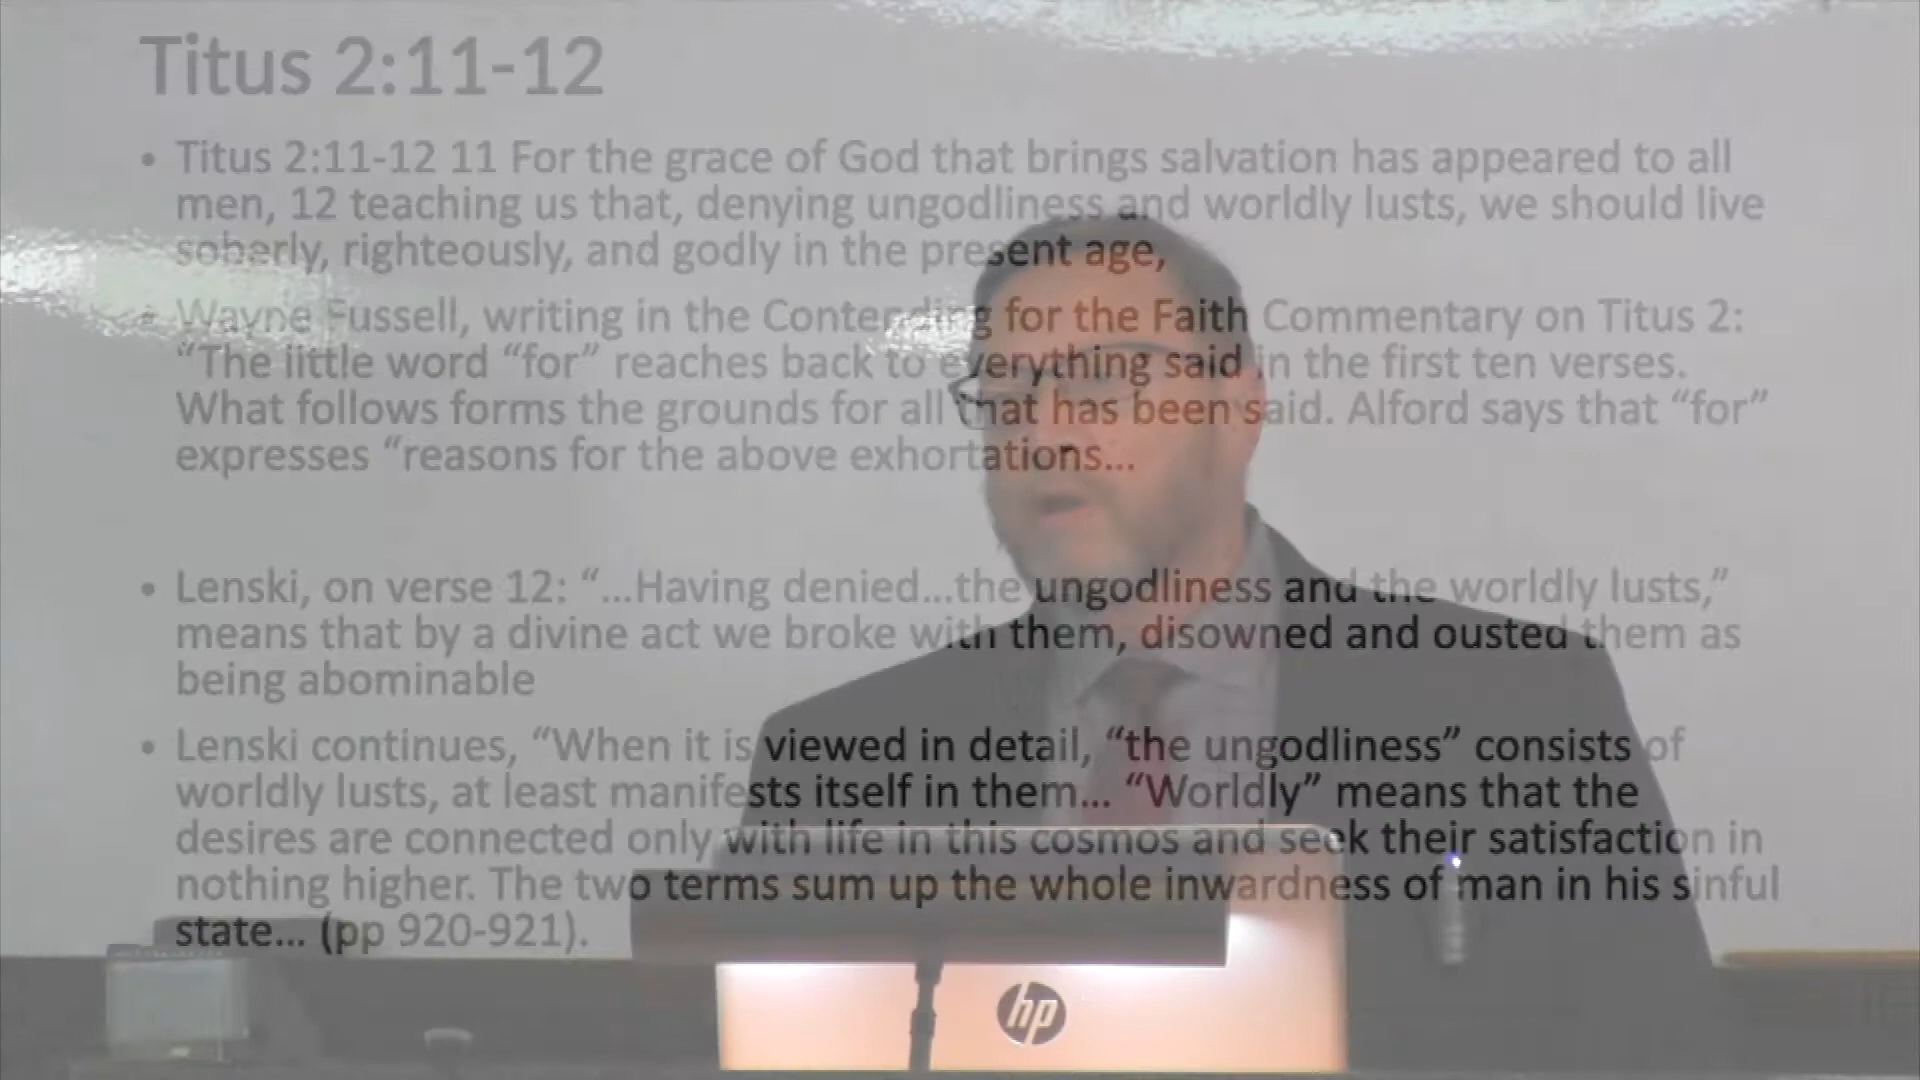 Titus 2:11-12
• Titus 2:11-12 11 For the grace of God that brings salvation has appeared to all
men, 12 teaching us that, denying ungodliness and worldly lusts, we should live
soberly, righteously, and godly in the present age,
• Wayne Fussell, writing in the Contending for the Faith Commentary on Titus 2:
“The little word “for” reaches back to everything said in the first ten verses.
What follows forms the grounds for all that has been said. Alford says that “for”
expresses “reasons for the above exhortations...
• Lenski, on verse 12: “...Having denied...the ungodliness and the worldly lusts,”
means that by a divine act we broke with them, disowned and ousted them as
being abominable
• Lenski continues, “When it is viewed in detail, “the ungodliness” consists of
worldly lusts, at least manifests itself in them... “Worldly” means that the
desires are connected only with life in this cosmos and seek their satisfaction in
nothing higher. The two terms sum up the whole inwardness of man in his sinful
state... (pp 920-921).
hp